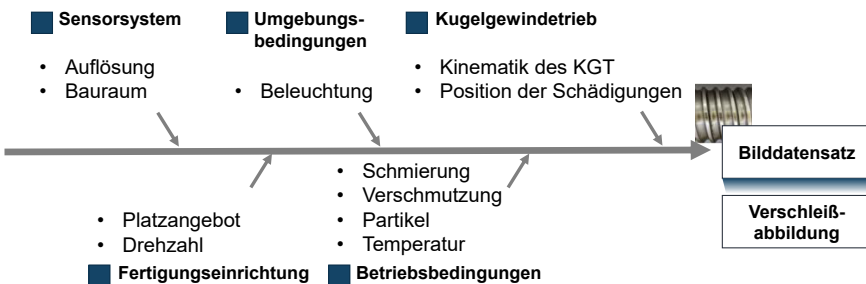 Sensorsystem
Umgebungs-
bedingungen
Kugelgewindetrieb
• Auflösung
• Bauraum
• Beleuchtung
• Kinematik des KGT
• Position der Schädigungen
Bilddatensatz
Verschleiß-
abbildung
• Platzangebot
• Drehzahl
• Schmierung
• Verschmutzung
• Partikel
• Temperatur
Fertigungseinrichtung
Betriebsbedingungen